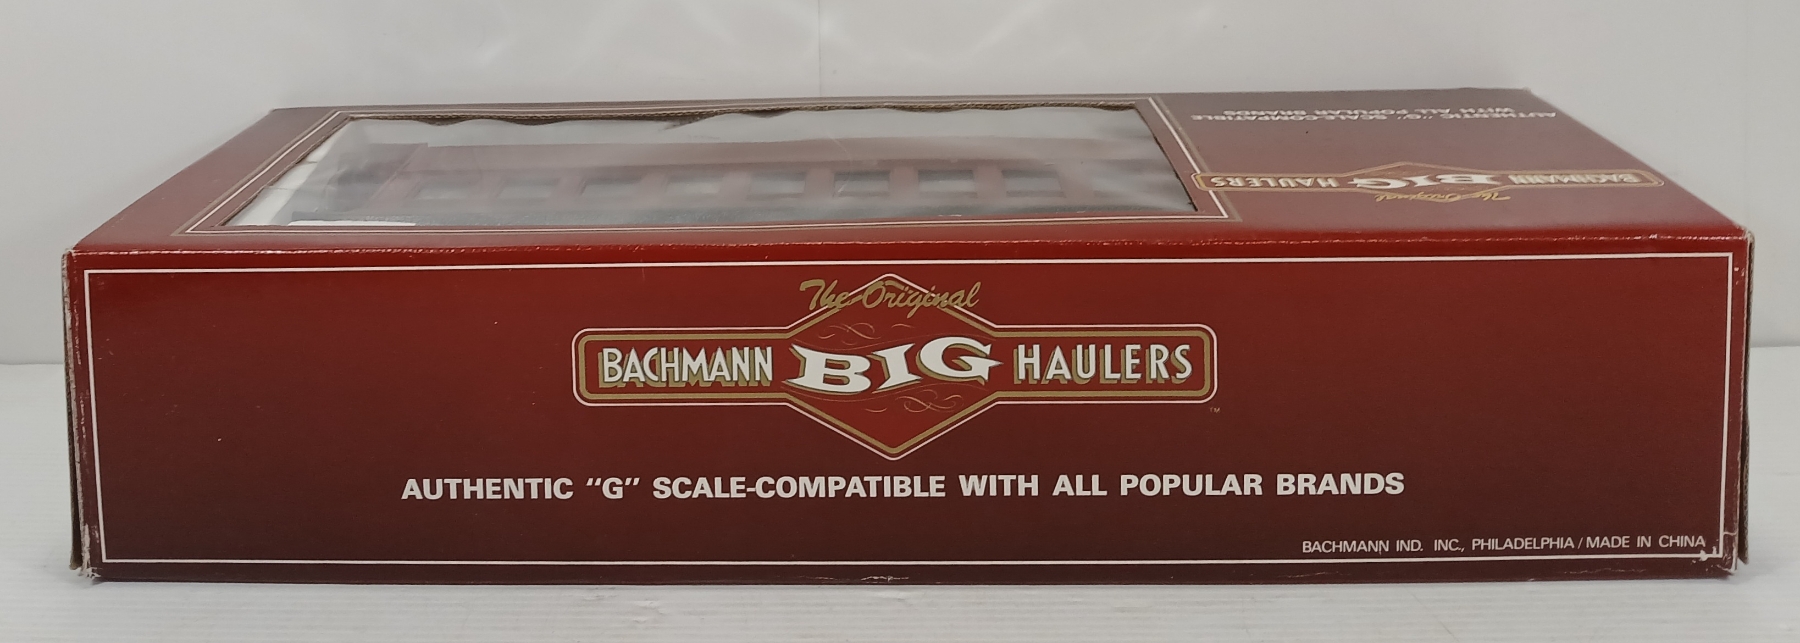 AUTHENTIC "G" SCALE-COMPATIBLE
WITH ALL POPULAR BRANDS
The Original
BACHMANN BIG HAULERS
The Original
BACHMANN BIG HAULERS
TM
AUTHENTIC "G" SCALE-COMPATIBLE WITH ALL POPULAR BRANDS
BACHMANN IND. INC., PHILADELPHIA / MADE IN CHINA